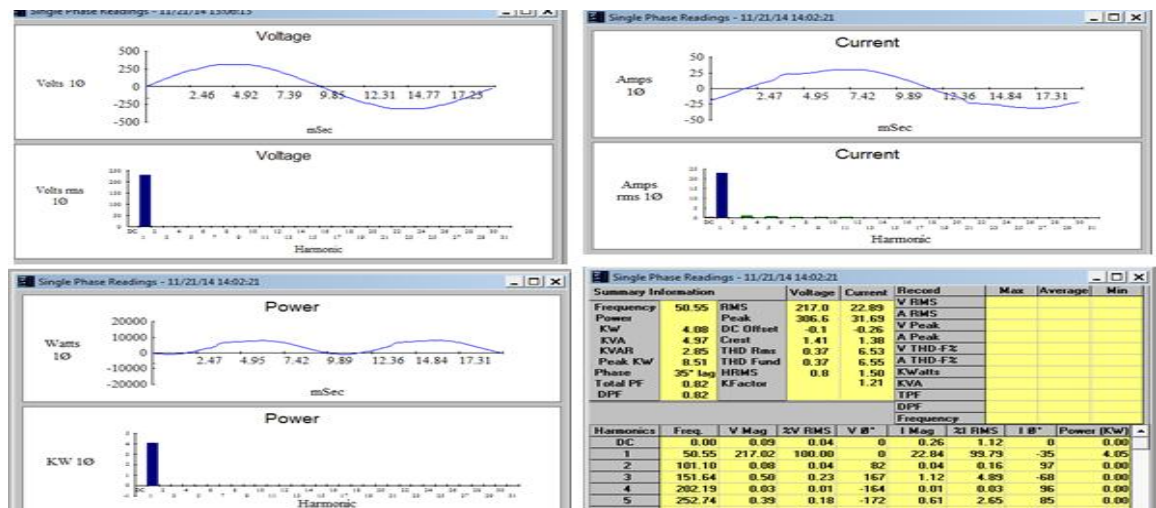 Single Phase Readings - 11/21/14 13:06:15
Voltage
Volts 1Ø
500
250
0
-250
-500
2.46 4.92 7.39 9.85 12.31 14.77 17.25
mSec
Voltage
Volts rms
1Ø
Harmonic
Single Phase Readings - 11/21/14 14:02:21
Current
Amps
1Ø
50
25
0
-25
-50
2.47 4.95 7.42 9.89 12.36 14.84 17.31
mSec
Current
Amps
rms 1Ø
Harmonic
Single Phase Readings - 11/21/14 14:02:21
Power
Watts
1Ø
20000
10000
0
-10000
-20000
2.47 4.95 7.42 9.89 12.36 14.84 17.31
mSec
Power
KW 1Ø
Harmonic
Single Phase Readings - 11/21/14 14:02:21
Summary Information Voltage Current Record Max Average Min
Frequency 50.55 RMS 217.0 22.89 V RMS
Power Peak 306.6 31.69 A RMS
KW 4.08 DC Offset -0.1 -0.26 V Peak
KVA 4.97 Crest 1.41 1.38 A Peak
KVAR 2.85 THD Rms 0.37 6.53 V THD-F%
Peak KW 8.51 THD Fund 0.37 6.55 A THD-F%
Phase 35° lag HRMS 0.8 1.50 KWatts
Total PF 0.82 KFactor 1.21 KVA
DPF 0.82 TPF
DPF
Frequency
Harmonics Freq. V Mag %V RMS V Ø° I Mag %I RMS I Ø° Power (KW)
DC 0.00 0.09 0.04 0 0.26 1.12 0 0.00
1 50.55 217.02 100.00 0 22.84 99.79 -35 4.05
2 101.10 0.08 0.04 82 0.04 0.16 97 0.00
3 151.64 0.50 0.23 167 1.12 4.89 -68 0.00
4 202.19 0.03 0.01 -164 0.01 0.03 96 0.00
5 252.74 0.39 0.18 -172 0.61 2.65 85 0.00